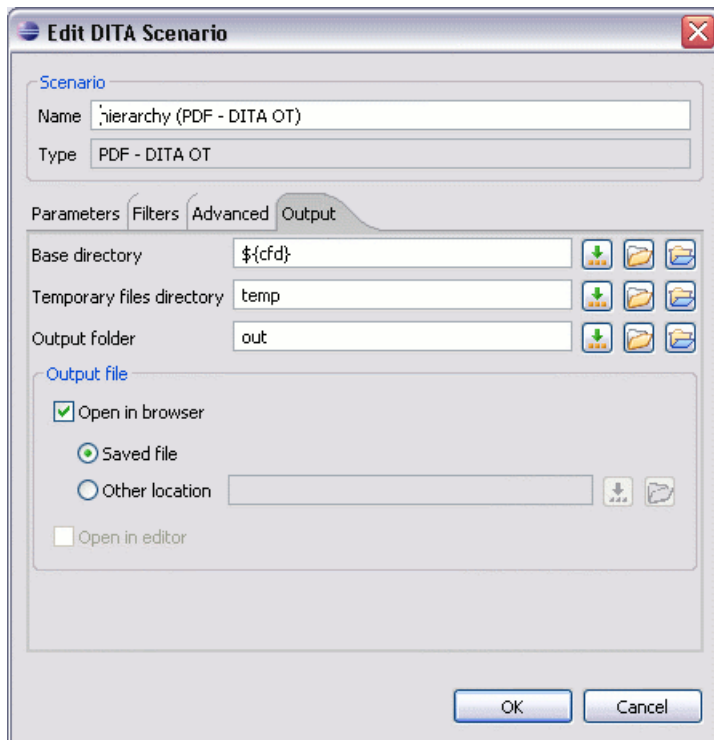 Edit DITA Scenario
Scenario
Name hierarchy (PDF - DITA OT)
Type PDF - DITA OT
Parameters Filters Advanced Output
Base directory ${cfd}
Temporary files directory temp
Output folder out
Output file
Open in browser
Saved file
Other location
Open in editor
OK Cancel